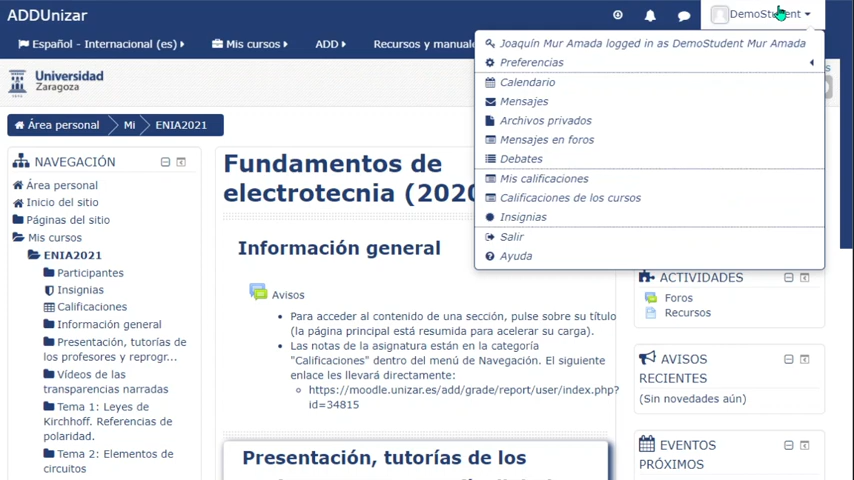 ADDUnizar
DemoStudent
Español - Internacional (es)
Mis cursos
ADD
Recursos y manuale
Joaquín Mur Amada logged in as DemoStudent Mur Amada
Preferencias
Calendario
Mensajes
Archivos privados
Mensajes en foros
Debates
Mis calificaciones
Calificaciones de los cursos
Insignias
Salir
Ayuda
Universidad
Zaragoza
Área personal
Mi
ENIA2021
NAVEGACIÓN
Área personal
Inicio del sitio
Páginas del sitio
Mis cursos
ENIA2021
Participantes
Insignias
Calificaciones
Información general
Presentación, tutorías de
los profesores y reprogr...
Vídeos de las
transparencias narradas
Tema 1: Leyes de
Kirchhoff. Referencias de
polaridad.
Tema 2: Elementos de
circuitos
Fundamentos de
electrotecnia (2020
Información general
Avisos
Para acceder al contenido de una sección, pulse sobre su título
(la página principal está resumida para acelerar su carga).
Las notas de la asignatura están en la categoría
"Calificaciones" dentro del menú de Navegación. El siguiente
enlace les llevará directamente:
https://moodle.unizar.es/add/grade/report/user/index.php?
id=34815
Presentación, tutorías de los
ACTIVIDADES
Foros
Recursos
AVISOS
RECIENTES
(Sin novedades aún)
EVENTOS
PRÓXIMOS